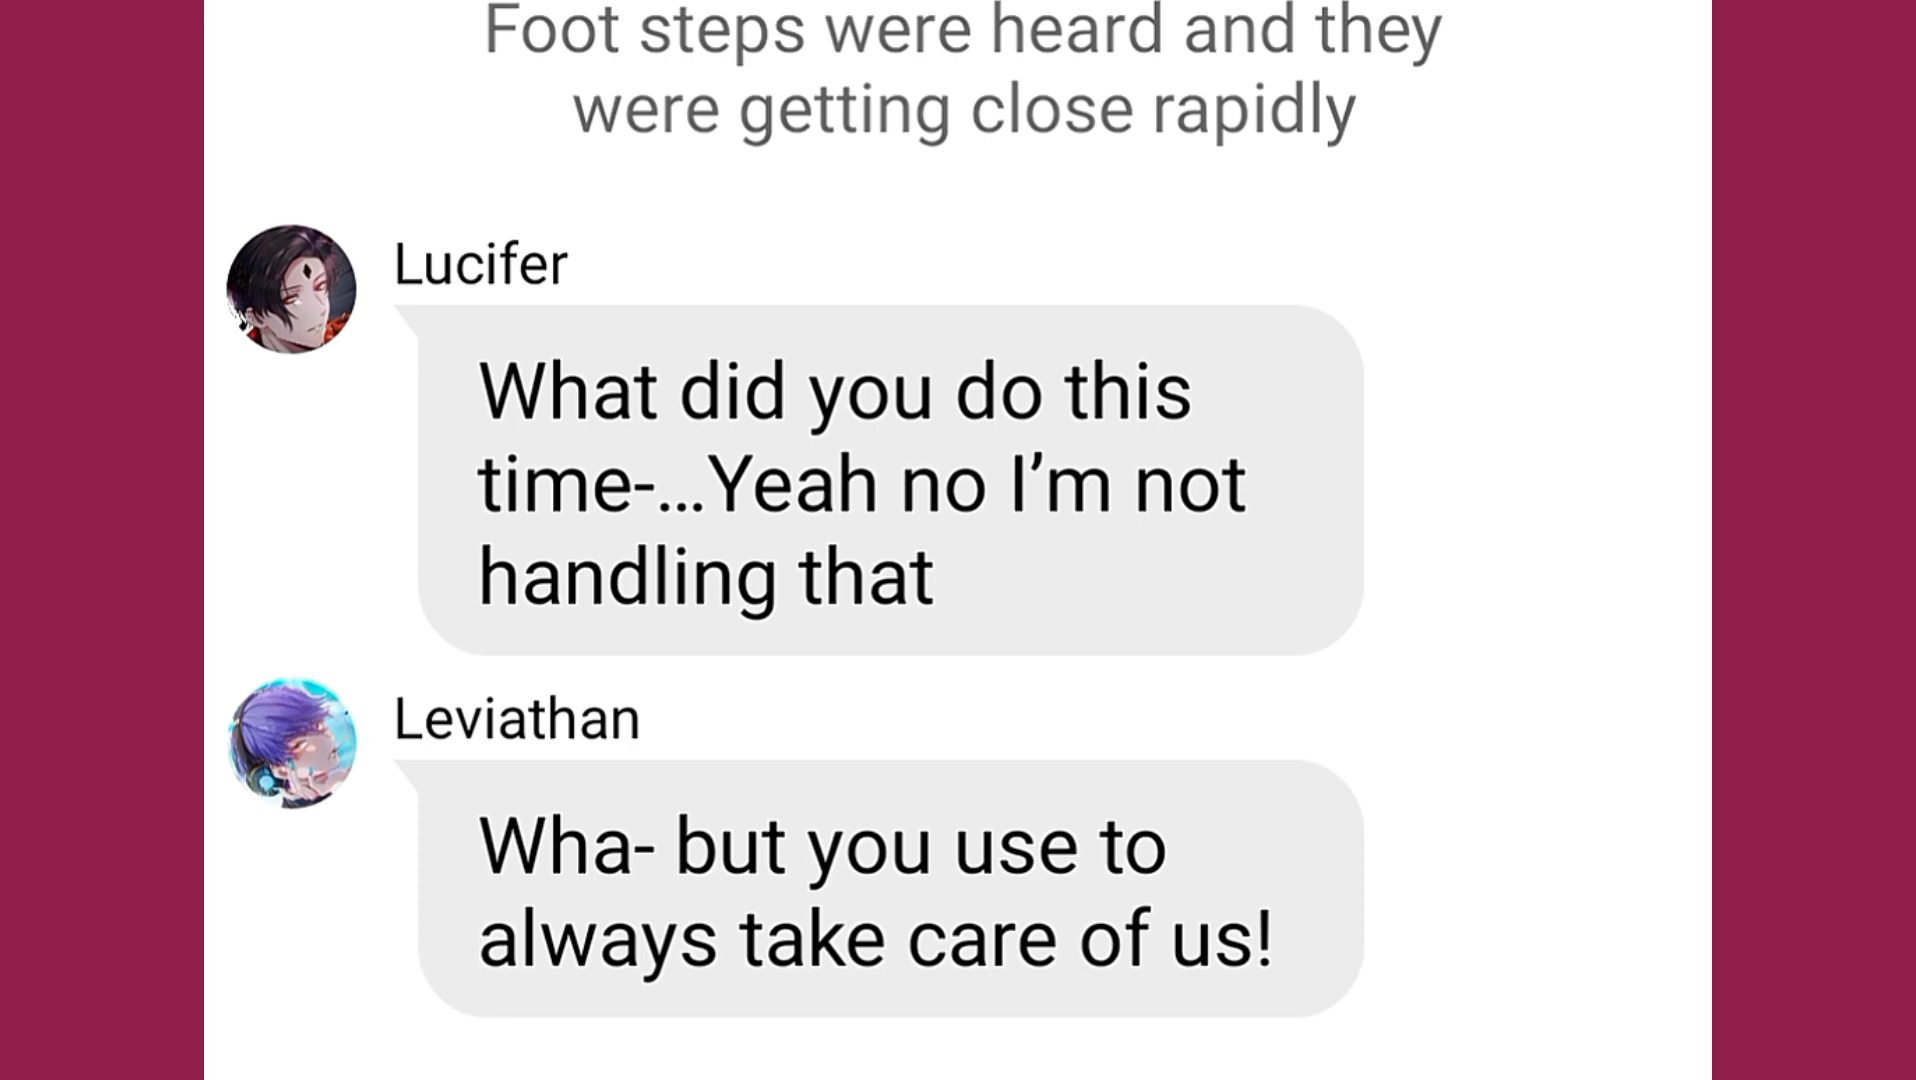 Foot steps were heard and they
were getting close rapidly
Lucifer
What did you do this
time-...Yeah no I’m not
handling that
Leviathan
Wha- but you use to
always take care of us!